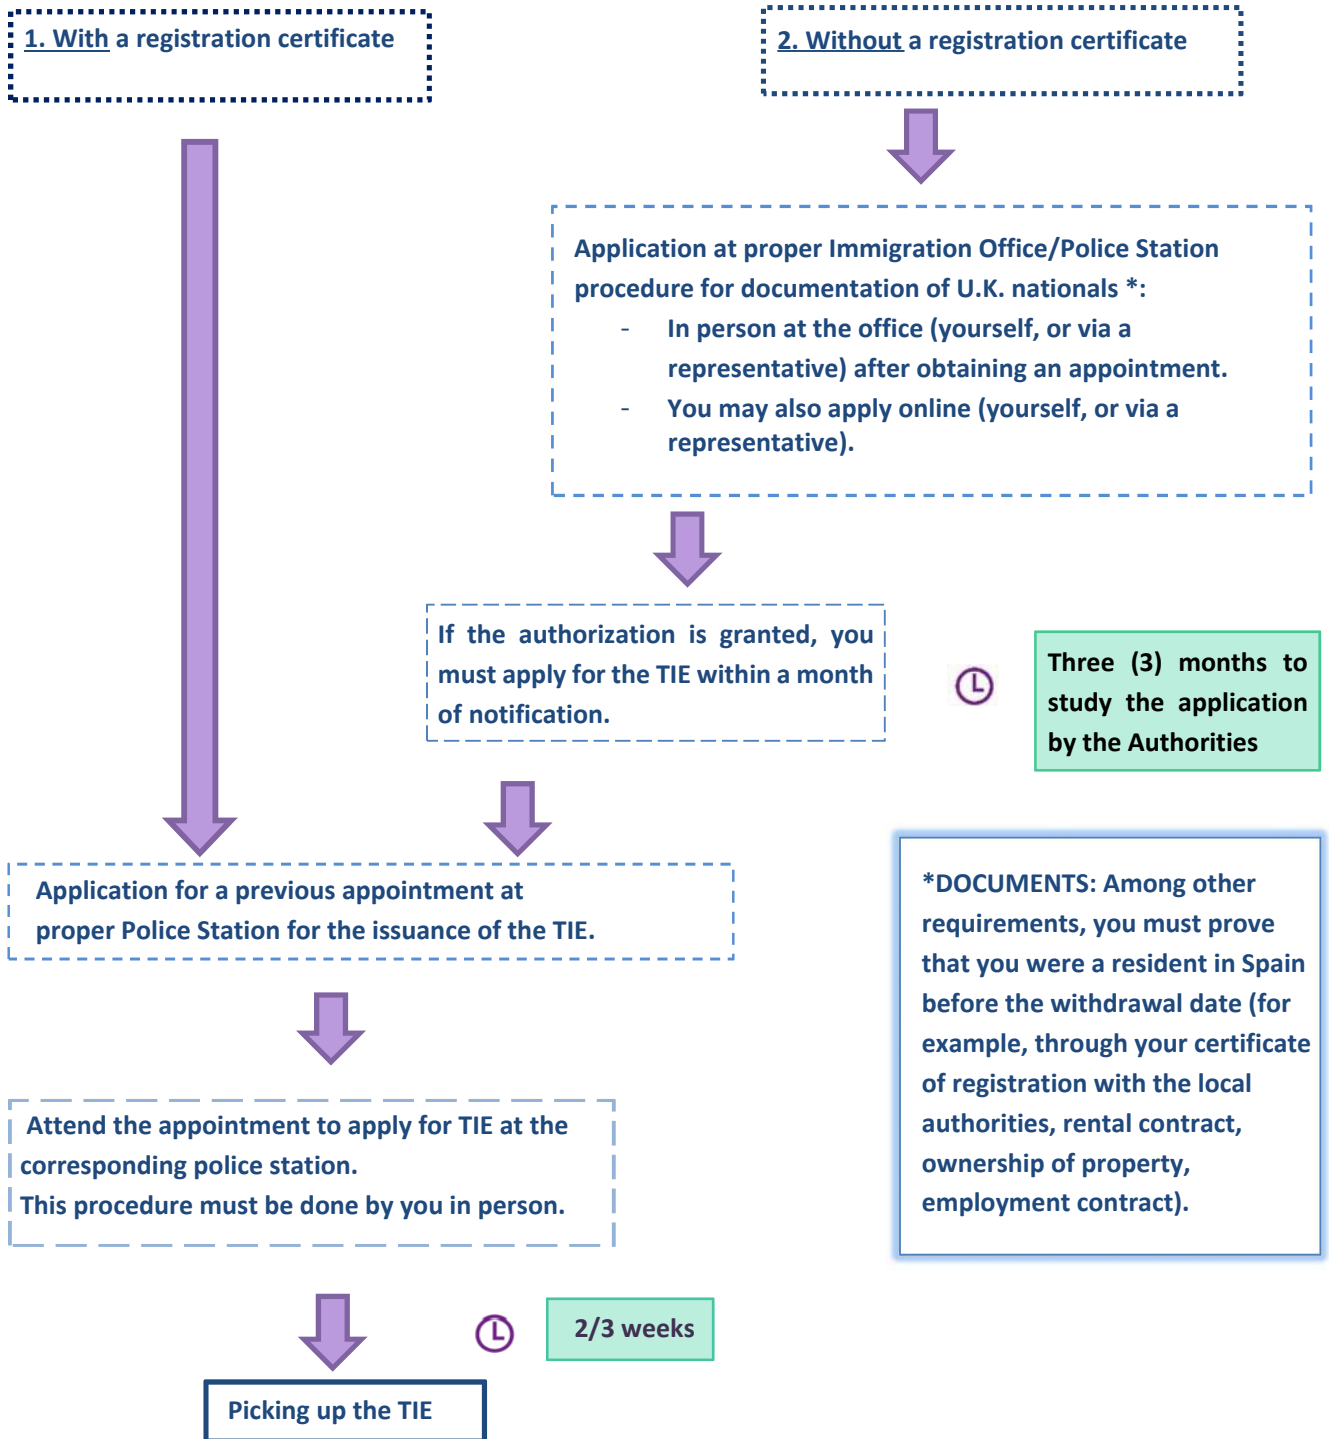 1. With a registration certificate
2. Without a registration certificate
Application at proper Immigration Office/Police Station
procedure for documentation of U.K. nationals *:
- In person at the office (yourself, or via a
representative) after obtaining an appointment.
- You may also apply online (yourself, or via a
representative).
If the authorization is granted, you
must apply for the TIE within a month
of notification.
Three (3) months to
study the application
by the Authorities
Application for a previous appointment at
proper Police Station for the issuance of the TIE.
*DOCUMENTS: Among other
requirements, you must prove
that you were a resident in Spain
before the withdrawal date (for
example, through your certificate
of registration with the local
authorities, rental contract,
ownership of property,
employment contract).
Attend the appointment to apply for TIE at the
corresponding police station.
This procedure must be done by you in person.
2/3 weeks
Picking up the TIE